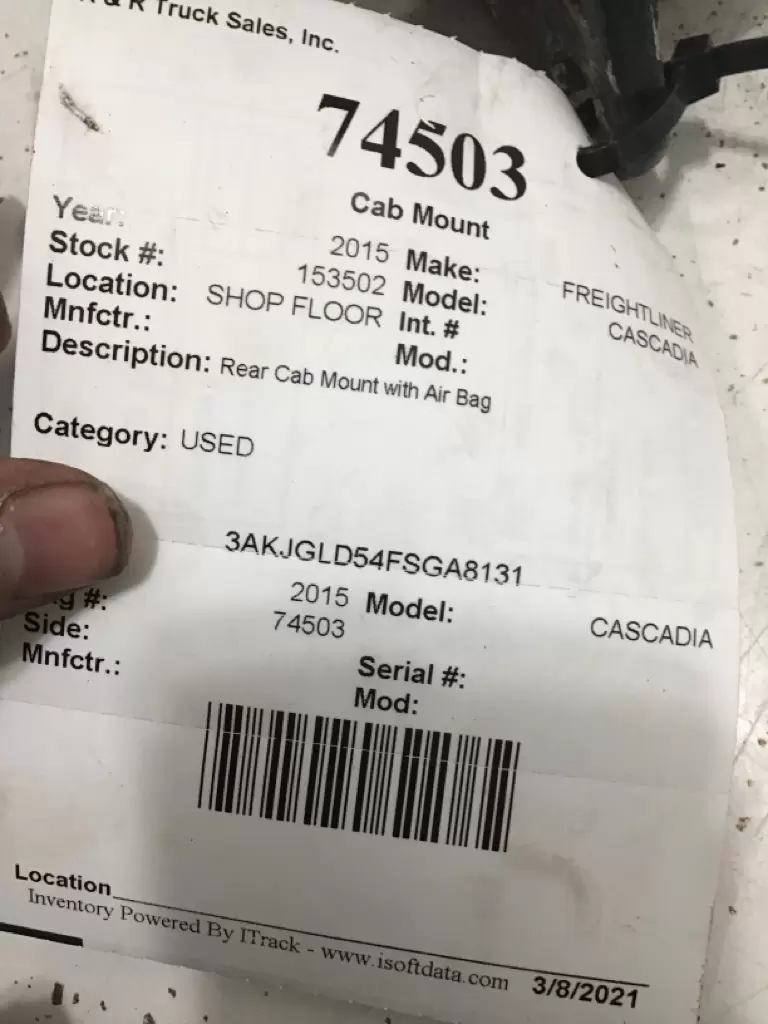 & R Truck Sales, Inc.
74503
Cab Mount
Year: 2015 Make: FREIGHTLINER
Stock #: 153502 Model: CASCADIA
Location: SHOP FLOOR Int. #
Mnfctr.: Mod.:
Description: Rear Cab Mount with Air Bag
Category: USED
3AKJGLD54FSGA8131
2015 Model: CASCADIA
#: 74503
Side: Serial #:
Mnfctr.: Mod:
Location
Inventory Powered By ITrack - www.isoftdata.com 3/8/2021